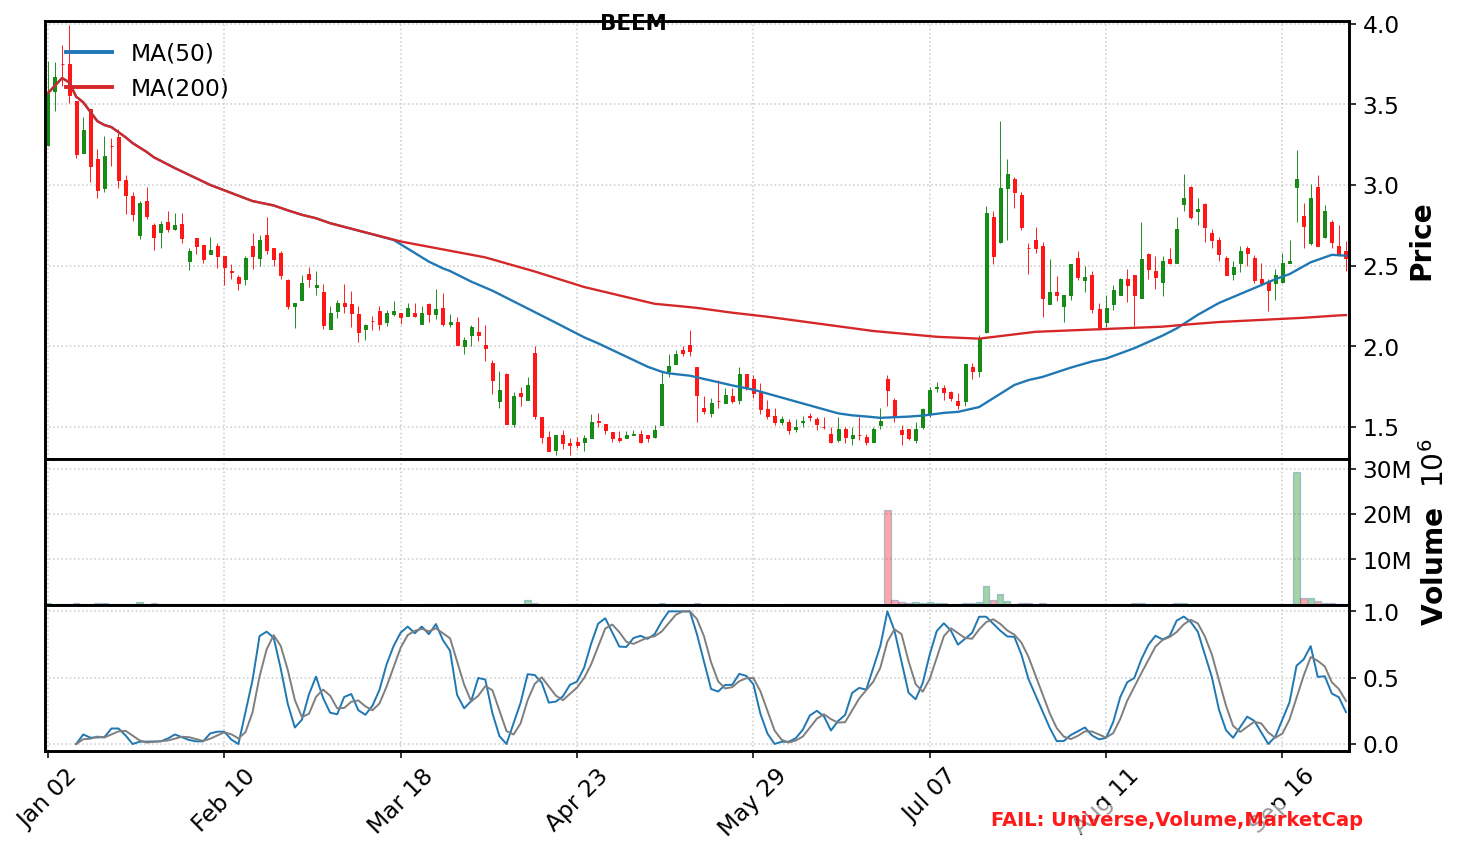 BEEM
MA(50)
MA(200)
4.0
3.5
3.0
2.5
2.0
1.5
Price
30M
20M
10M
Volume 10^6
1.0
0.5
0.0
Jan 02
Feb 10
Mar 18
Apr 23
May 29
Jul 07
Aug 11
Sep 16
FAIL: Universe,Volume,MarketCap